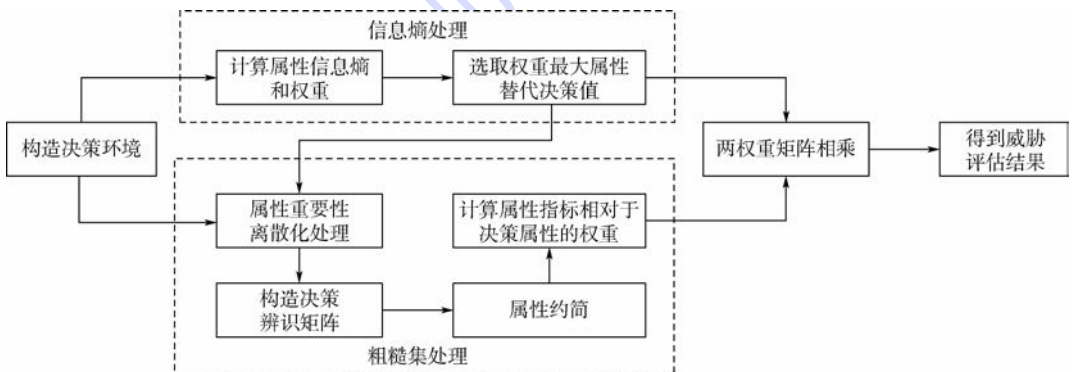 信息熵处理
计算属性信息熵
和权重
选取权重最大属性
替代决策值
构造决策环境
两权重矩阵相乘
得到威胁
评估结果
属性重要性
离散化处理
计算属性指标相对于
决策属性的权重
构造决策
辨识矩阵
属性约简
粗糙集处理